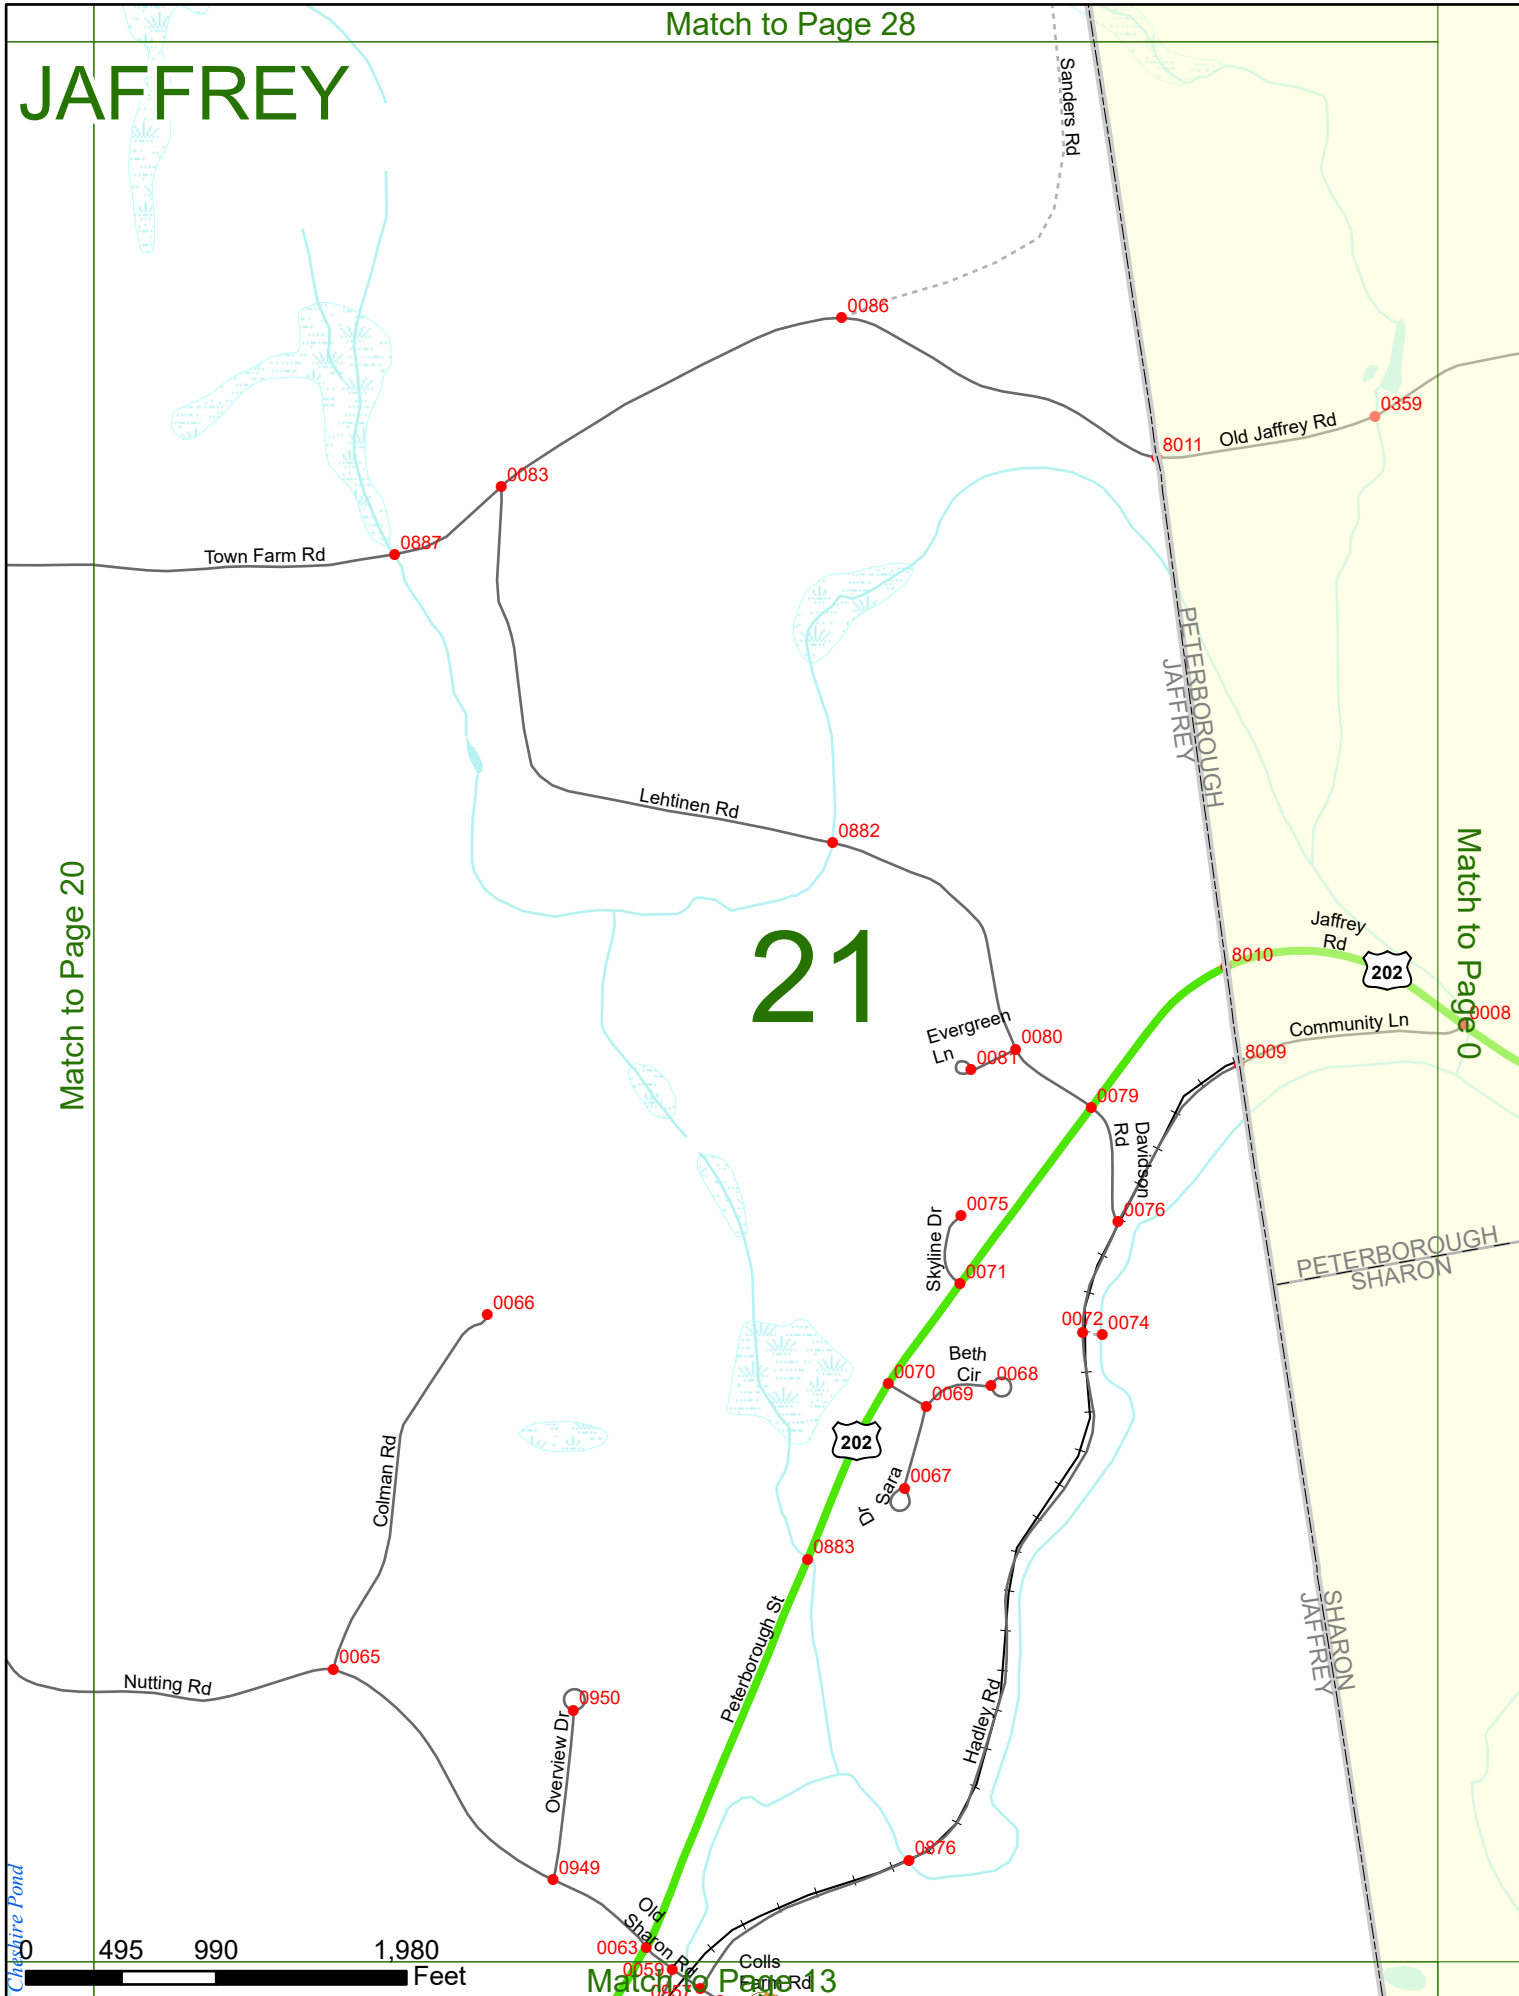 Match to Page 28
JAFFREY
Sanders Rd
0086
0359
Old Jaffrey Rd
8011
0083
0887
Town Farm Rd
PETERBOROUGH
JAFFREY
Lehtinen Rd
0882
Match to Page 20
Match to Page 0
21
Jaffrey
Rd
8010
202
0008
Community Ln
Evergreen
Ln
0080
0081
8009
0079
Davidson
Rd
0075
0076
Skyline Dr
PETERBOROUGH
SHARON
0071
0066
0072
0074
Beth
Cir
0070
0068
0069
202
Colman Rd
0067
Sara
Dr
0883
Peterborough St
SHARON
JAFFREY
0065
Nutting Rd
0950
Overview Dr
Hadley Rd
0876
0949
Cheshire Pond
Old
Sharon Rd
0063
0 495 990 1,980
Feet
0059
Colls
Farm Rd
Match to Page 13
0057